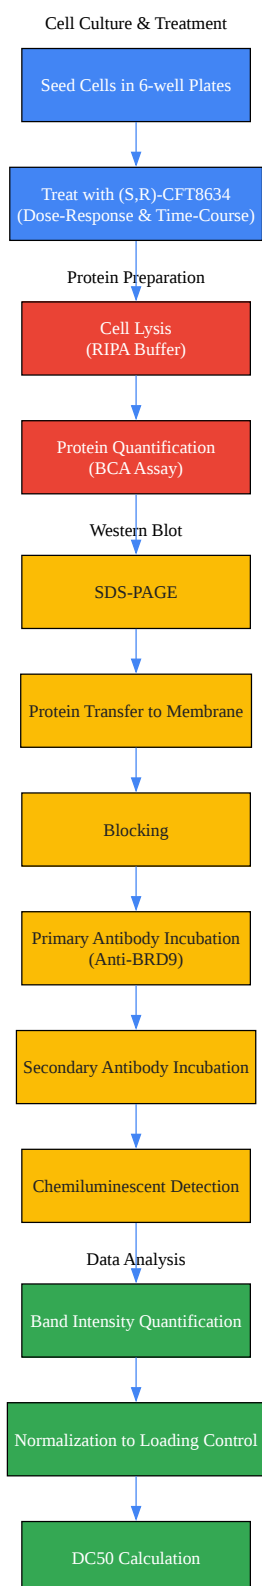 Cell Culture & Treatment
Seed Cells in 6-well Plates
Treat with (S,R)-CFT8634
(Dose-Response & Time-Course)
Protein Preparation
Cell Lysis
(RIPA Buffer)
Protein Quantification
(BCA Assay)
Western Blot
SDS-PAGE
Protein Transfer to Membrane
Blocking
Primary Antibody Incubation
(Anti-BRD9)
Secondary Antibody Incubation
Chemiluminescent Detection
Data Analysis
Band Intensity Quantification
Normalization to Loading Control
DC50 Calculation